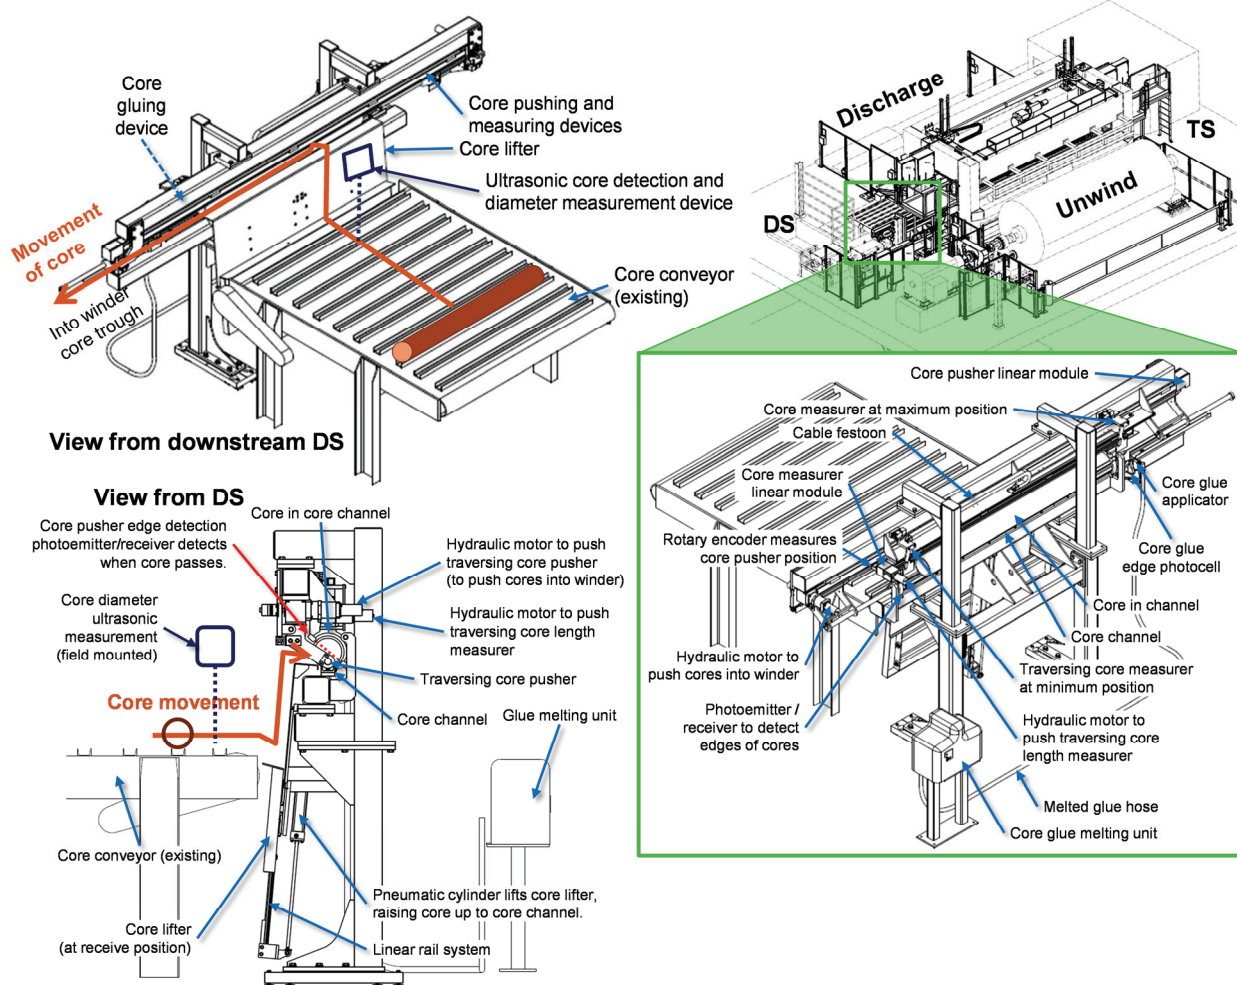 Core
gluing
device
Core pushing and
measuring devices
Core lifter
Ultrasonic core detection and
diameter measurement device
Movement
of core
Into winder
core trough
Core conveyor
(existing)
View from downstream DS
Discharge
TS
Unwind
DS
Core pusher linear module
Core measurer at maximum position
Cable festoon
Core measurer
linear module
Rotary encoder measures
core pusher position
Core glue
applicator
Core glue
edge photocell
Core in channel
Core channel
Hydraulic motor to
push cores into winder
Traversing core measurer
at minimum position
Photoemitter /
receiver to detect
edges of cores
Hydraulic motor to
push traversing core
length measurer
Melted glue hose
Core glue melting unit
View from DS
Core pusher edge detection
photoemitter/receiver detects
when core passes.
Core in core channel
Hydraulic motor to push
traversing core pusher
(to push cores into winder)
Core diameter
ultrasonic
measurement
(field mounted)
Hydraulic motor to push
traversing core length
measurer
Traversing core pusher
Core movement
Core channel
Glue melting unit
Core conveyor (existing)
Pneumatic cylinder lifts core lifter,
raising core up to core channel.
Core lifter
(at receive position)
Linear rail system